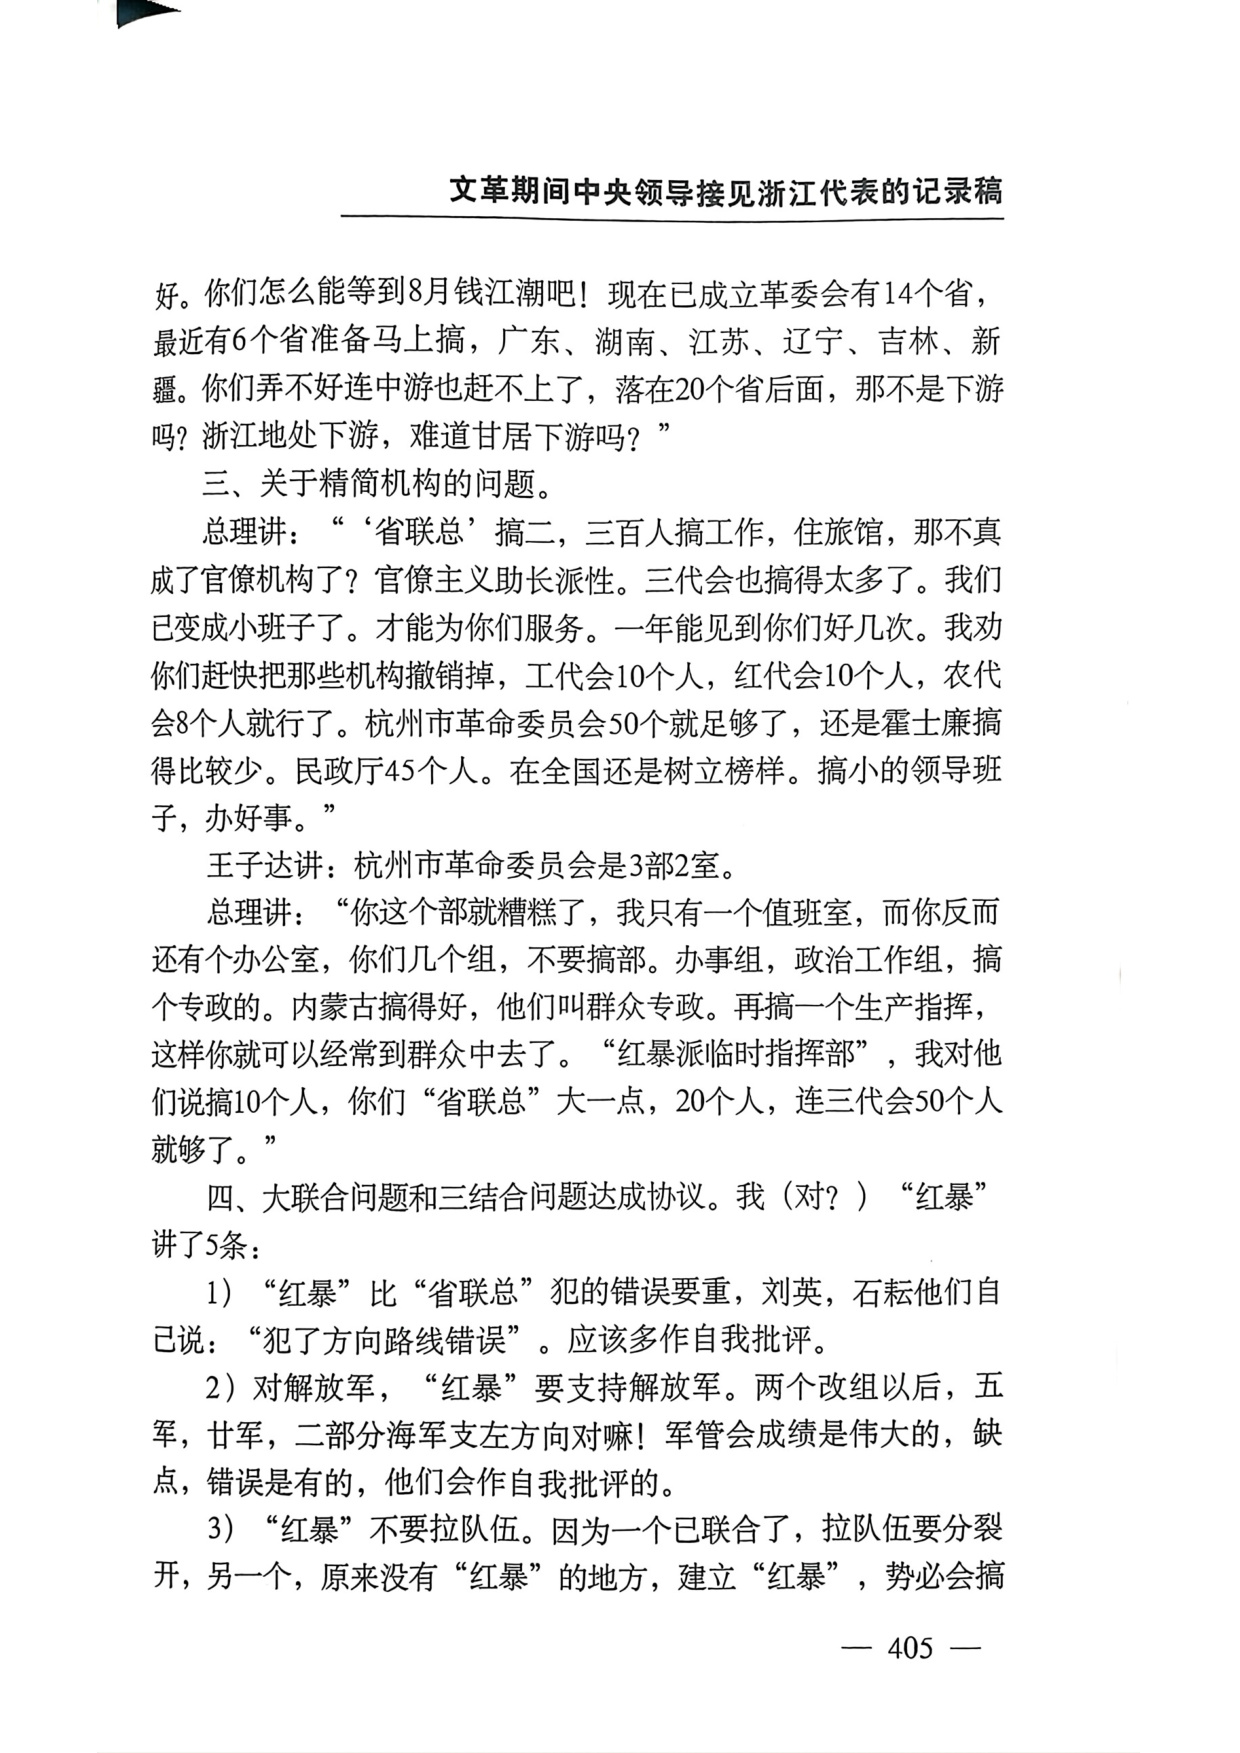 文革期间中央领导接见浙江代表的记录稿
好。你们怎么能等到8月钱江潮吧！现在已成立革委会有14个省，
最近有6个省准备马上搞，广东、湖南、江苏、辽宁、吉林、新
疆。你们弄不好连中游也赶不上了，落在20个省后面，那不是下游
吗？浙江地处下游，难道甘居下游吗？”
三、关于精简机构的问题。
总理讲：“‘省联总’搞二，三百人搞工作，住旅馆，那不真
成了官僚机构了？官僚主义助长派性。三代会也搞得太多了。我们
已变成小班子了。才能为你们服务。一年能见到你们好几次。我劝
你们赶快把那些机构撤销掉，工代会10个人，红代会10个人，农代
会8个人就行了。杭州市革命委员会50个就足够了，还是霍士廉搞
得比较少。民政厅45个人。在全国还是树立榜样。搞小的领导班
子，办好事。”
王子达讲：杭州市革命委员会是3部2室。
总理讲：“你这个部就糟糕了，我只有一个值班室，而你反而
还有个办公室，你们几个组，不要搞部。办事组，政治工作组，搞
个专政的。内蒙古搞得好，他们叫群众专政。再搞一个生产指挥，
这样你就可以经常到群众中去了。“红暴派临时指挥部”，我对他
们说搞10个人，你们“省联总”大一点，20个人，连三代会50个人
就够了。”
四、大联合问题和三结合问题达成协议。我（对？）“红暴”
讲了5条：
1）“红暴”比“省联总”犯的错误要重，刘英，石耘他们自
己说：“犯了方向路线错误”。应该多作自我批评。
2）对解放军，“红暴”要支持解放军。两个改组以后，五
军，廿军，二部分海军支左方向对嘛！军管会成绩是伟大的，缺
点，错误是有的，他们会作自我批评的。
3）“红暴”不要拉队伍。因为一个已联合了，拉队伍要分裂
开，另一个，原来没有“红暴”的地方，建立“红暴”，势必会搞
— 405 —